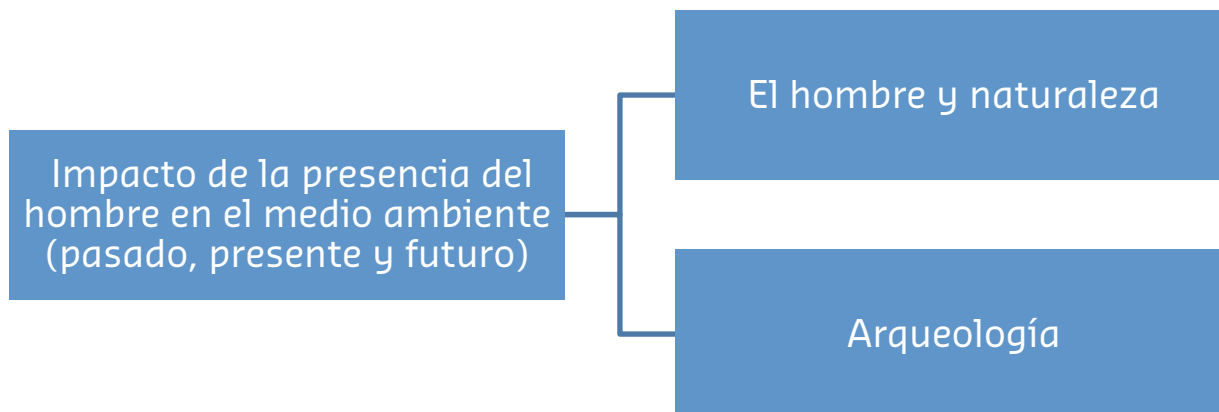 Impacto de la presencia del
hombre en el medio ambiente
(pasado, presente y futuro)
El hombre y naturaleza
Arqueología